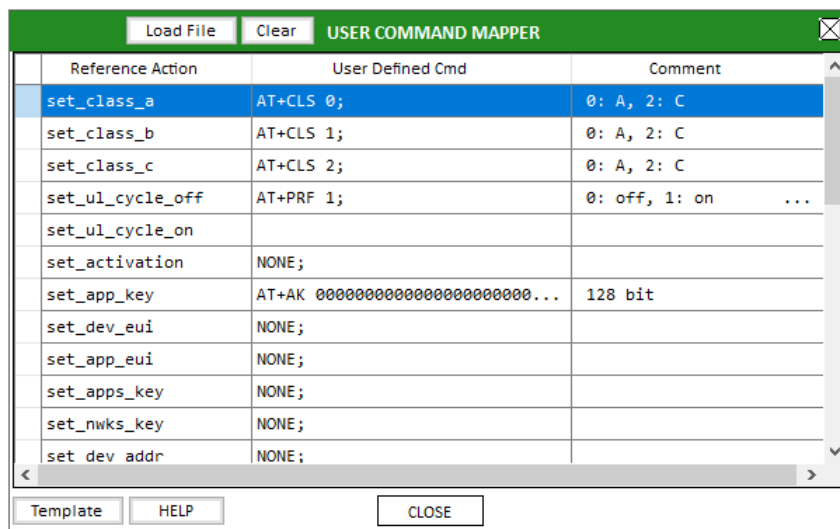 Load File Clear USER COMMAND MAPPER
Reference Action User Defined Cmd Comment
set_class_a AT+CLS 0; 0: A, 2: C
set_class_b AT+CLS 1;
set_class_c AT+CLS 2; 0: A, 2: C
set_ul_cycle_off AT+PRF 1; 0: off, 1: on ...
set_ul_cycle_on
set_activation NONE;
set_app_key AT+AK 0000000000000000000000... 128 bit
set_dev_eui NONE;
set_app_eui NONE;
set_apps_key NONE;
set_nwks_key NONE;
set dev addr NONE;
Template HELP CLOSE